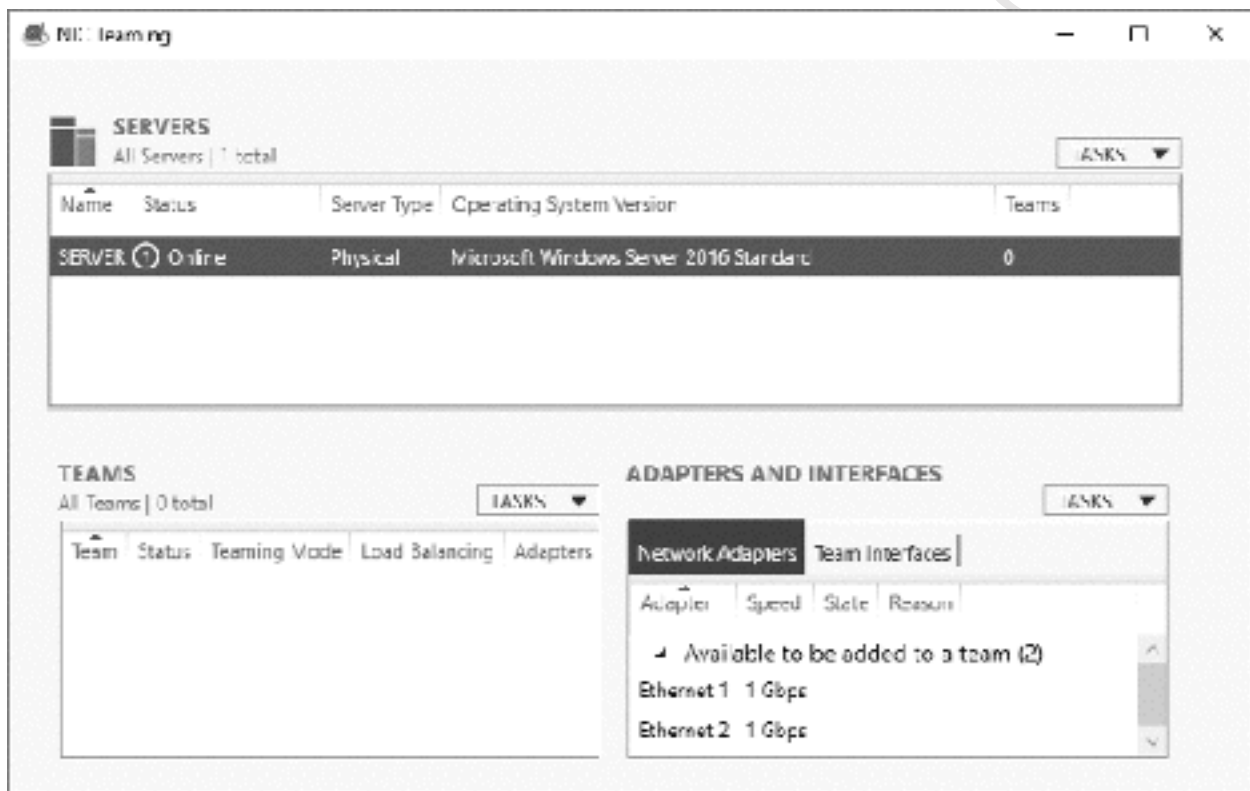 NIC Teaming
SERVERS
All Servers | 1 total
TASKS
Name Status Server Type Operating System Version Teams
SERVER 1 Online Physical Microsoft Windows Server 2016 Standard 0
TEAMS
All Teams | 0 total
TASKS
Team Status Teaming Mode Load Balancing Adapters
ADAPTERS AND INTERFACES
TASKS
Network Adapters Team Interfaces
Adapter Speed State Reason
Available to be added to a team (2)
Ethernet 1 1 Gbps
Ethernet 2 1 Gbps